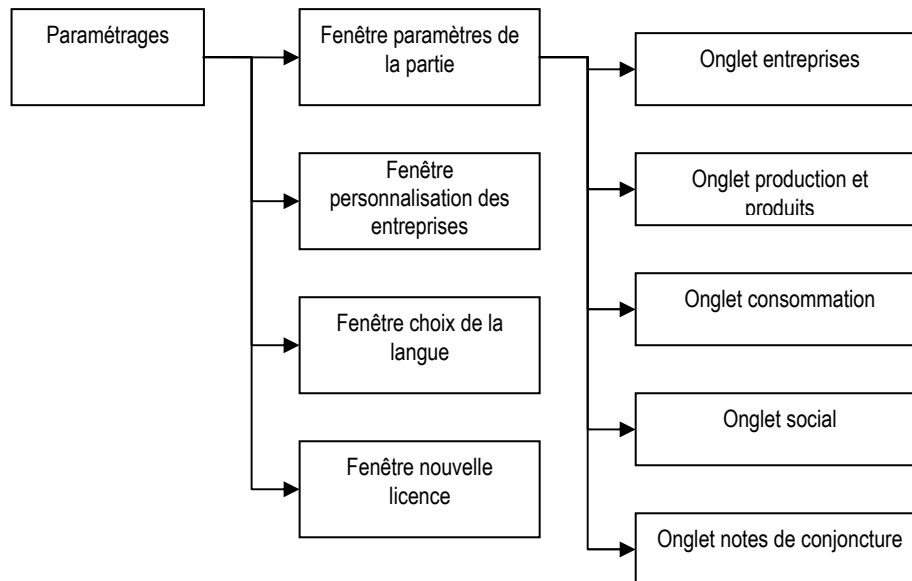 Paramétrages
Fenêtre paramètres de
la partie
Fenêtre
personnalisation des
entreprises
Fenêtre choix de la
langue
Fenêtre nouvelle
licence
Onglet entreprises
Onglet production et
produits
Onglet consommation
Onglet social
Onglet notes de conjoncture